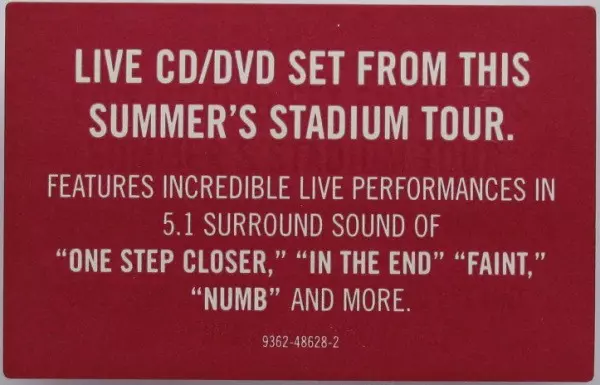 LIVE CD/DVD SET FROM THIS
SUMMER'S STADIUM TOUR.
FEATURES INCREDIBLE LIVE PERFORMANCES IN
5.1 SURROUND SOUND OF
“ONE STEP CLOSER,” “IN THE END” “FAINT,”
“NUMB” AND MORE.
9362-48628-2